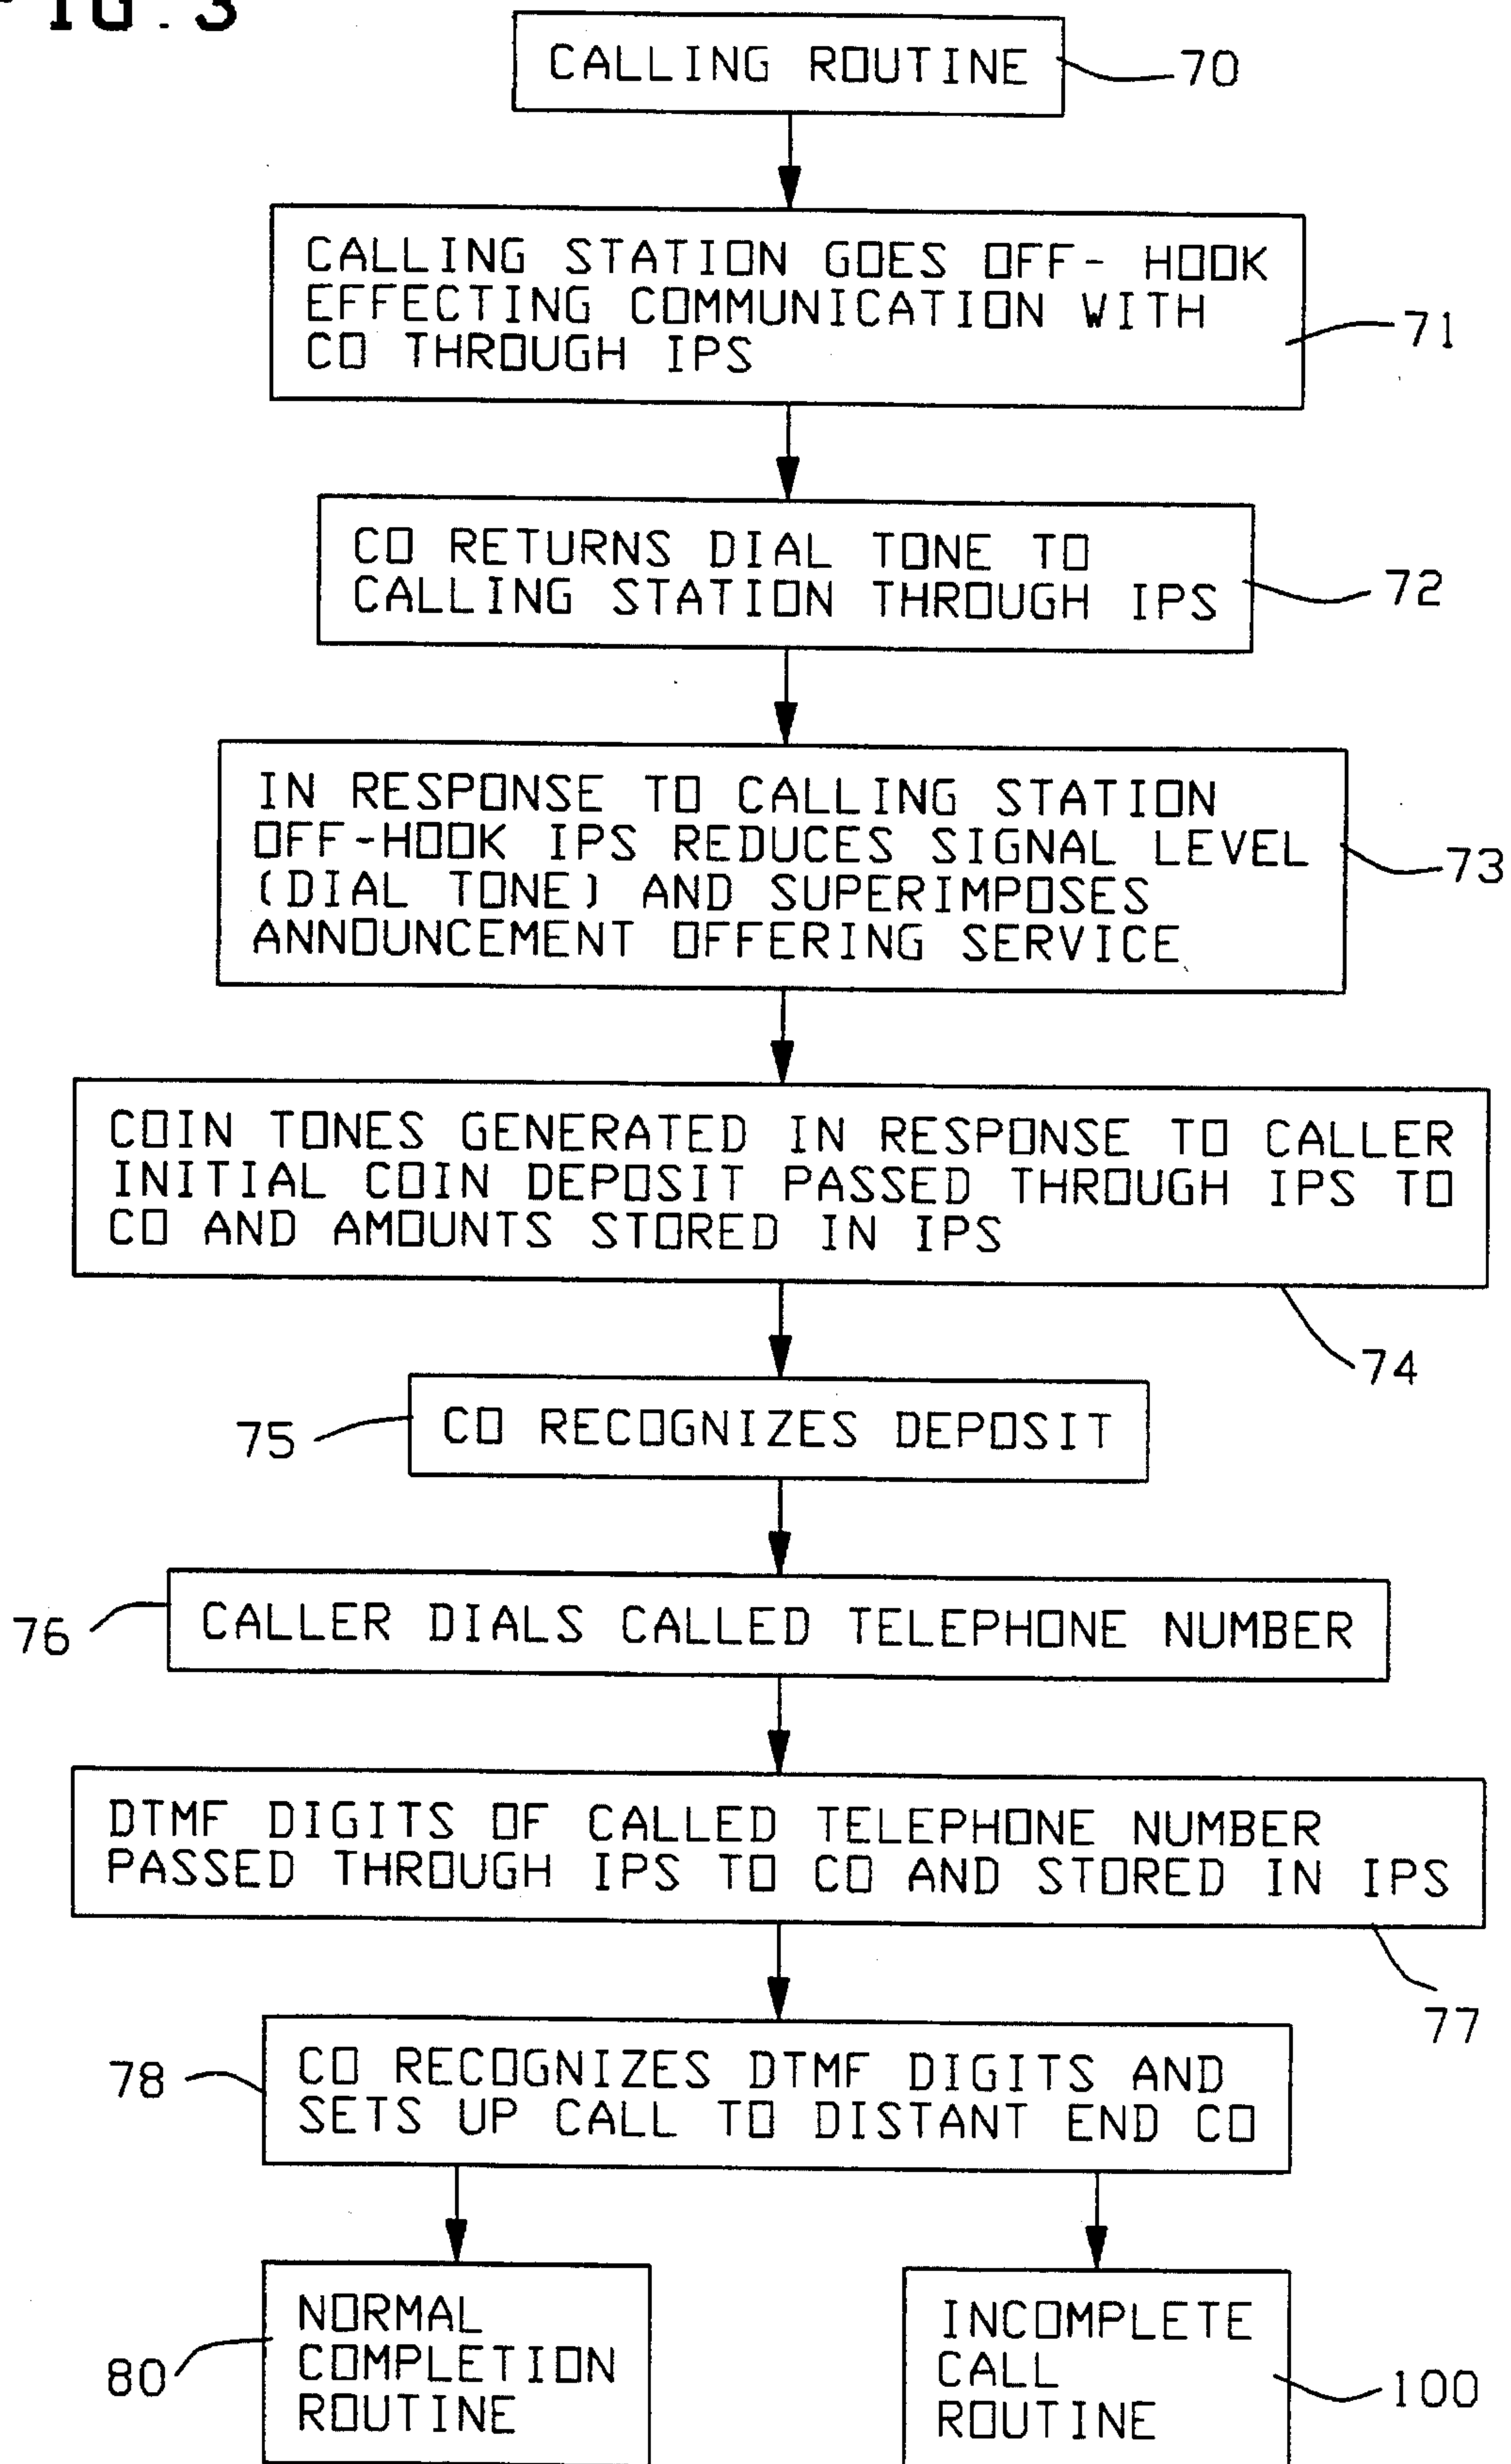 FIG. 3
CALLING ROUTINE
70
CALLING STATION GOES OFF- HOOK
EFFECTING COMMUNICATION WITH
CO THROUGH IPS
71
CO RETURNS DIAL TONE TO
CALLING STATION THROUGH IPS
72
IN RESPONSE TO CALLING STATION
OFF-HOOK IPS REDUCES SIGNAL LEVEL
(DIAL TONE) AND SUPERIMPOSES
ANNOUNCEMENT OFFERING SERVICE
73
COIN TONES GENERATED IN RESPONSE TO CALLER
INITIAL COIN DEPOSIT PASSED THROUGH IPS TO
CO AND AMOUNTS STORED IN IPS
74
75
CO RECOGNIZES DEPOSIT
76
CALLER DIALS CALLED TELEPHONE NUMBER
DTMF DIGITS OF CALLED TELEPHONE NUMBER
PASSED THROUGH IPS TO CO AND STORED IN IPS
77
78
CO RECOGNIZES DTMF DIGITS AND
SETS UP CALL TO DISTANT END CO
80
NORMAL
COMPLETION
ROUTINE
INCOMPLETE
CALL
ROUTINE
100